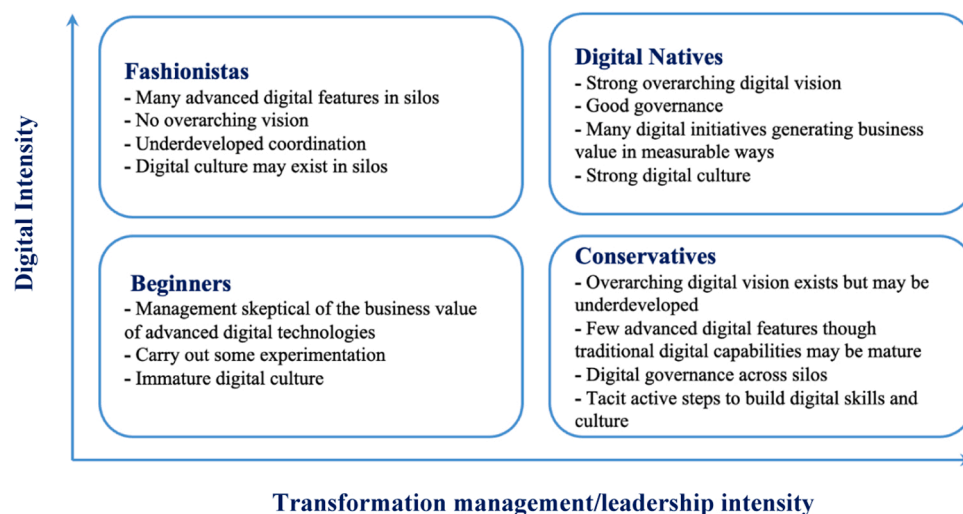 Digital Intensity
Fashionistas
- Many advanced digital features in silos
- No overarching vision
- Underdeveloped coordination
- Digital culture may exist in silos
Digital Natives
- Strong overarching digital vision
- Good governance
- Many digital initiatives generating business
value in measurable ways
- Strong digital culture
Beginners
- Management skeptical of the business value
of advanced digital technologies
- Carry out some experimentation
- Immature digital culture
Conservatives
- Overarching digital vision exists but may be
underdeveloped
- Few advanced digital features though
traditional digital capabilities may be mature
- Digital governance across silos
- Tacit active steps to build digital skills and
culture
Transformation management/leadership intensity